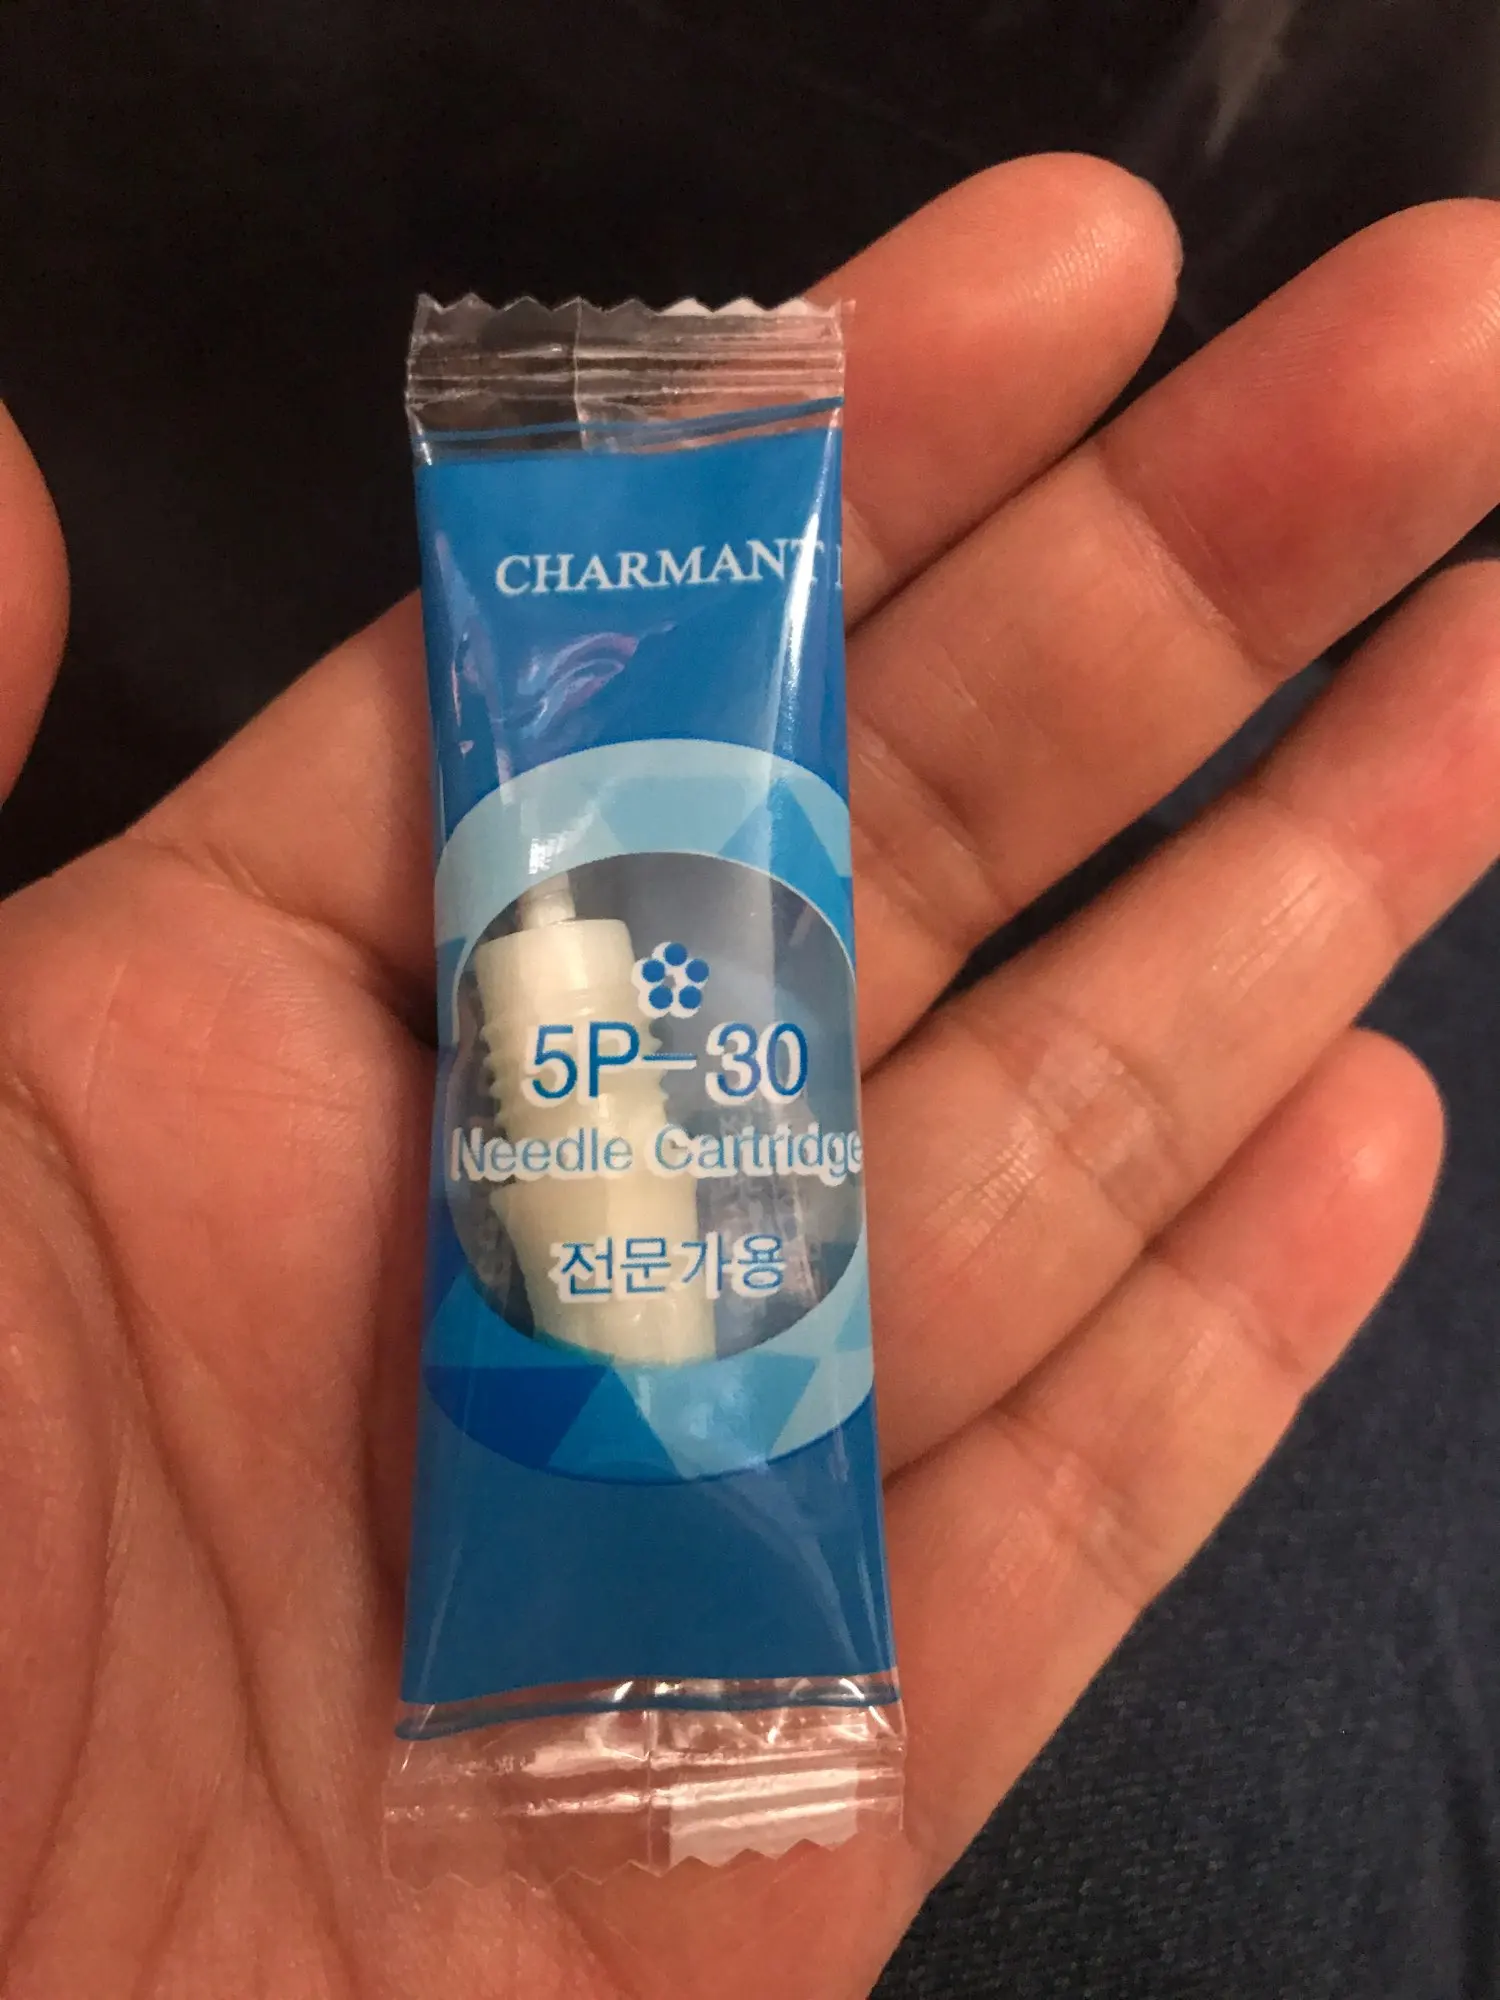 CHARMANT
5P-30
Needle Cartridge
전문가용